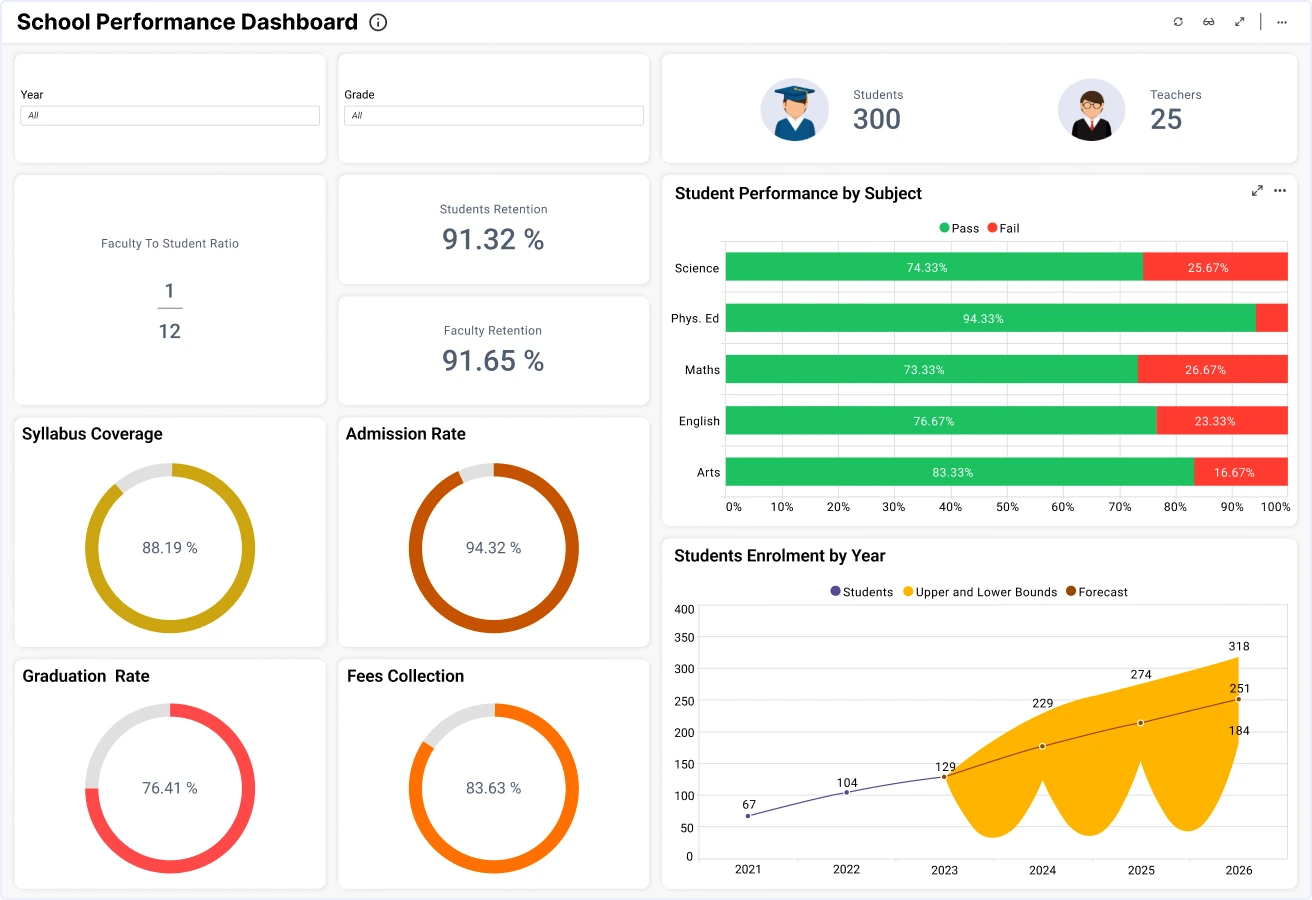 School Performance Dashboard
Year
All
Grade
All
Students
300
Teachers
25
Faculty To Student Ratio
1
12
Students Retention
91.32 %
Faculty Retention
91.65 %
Student Performance by Subject
Pass Fail
Science 74.33% 25.67%
Phys. Ed 94.33%
Maths 73.33% 26.67%
English 76.67% 23.33%
Arts 83.33% 16.67%
0% 10% 20% 30% 40% 50% 60% 70% 80% 90% 100%
Syllabus Coverage
88.19 %
Admission Rate
94.32 %
Graduation Rate
76.41 %
Fees Collection
83.63 %
Students Enrolment by Year
Students Upper and Lower Bounds Forecast
400
350
300
250
200
150
100
50
0
67
104
129
229
274
318
251
184
2021 2022 2023 2024 2025 2026